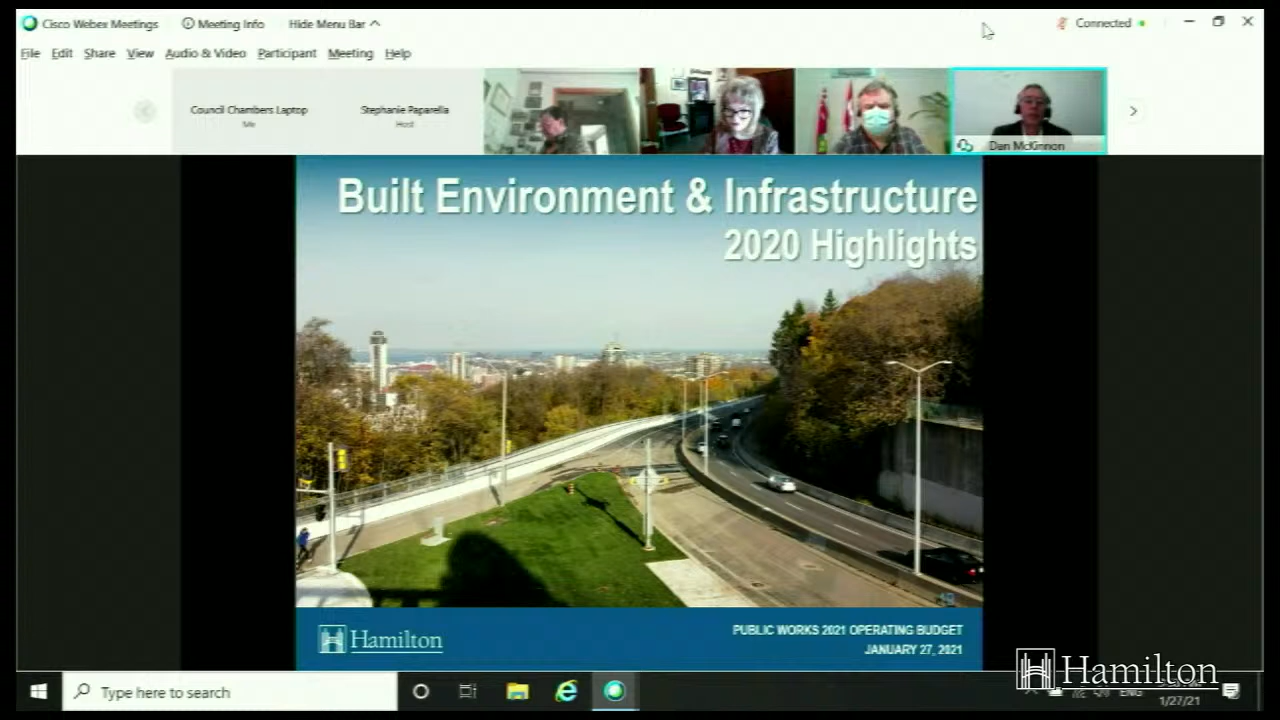 Cisco Webex Meetings
Meeting Info
Hide Menu Bar
Connected
File Edit Share View Audio & Video Participant Meeting Help
Council Chambers Laptop
Me
Stephanie Paparella
Host
Dan McKinnon
Built Environment & Infrastructure
2020 Highlights
Hamilton
PUBLIC WORKS 2021 OPERATING BUDGET
JANUARY 27, 2021
Hamilton
Type here to search
ENG
1/27/21